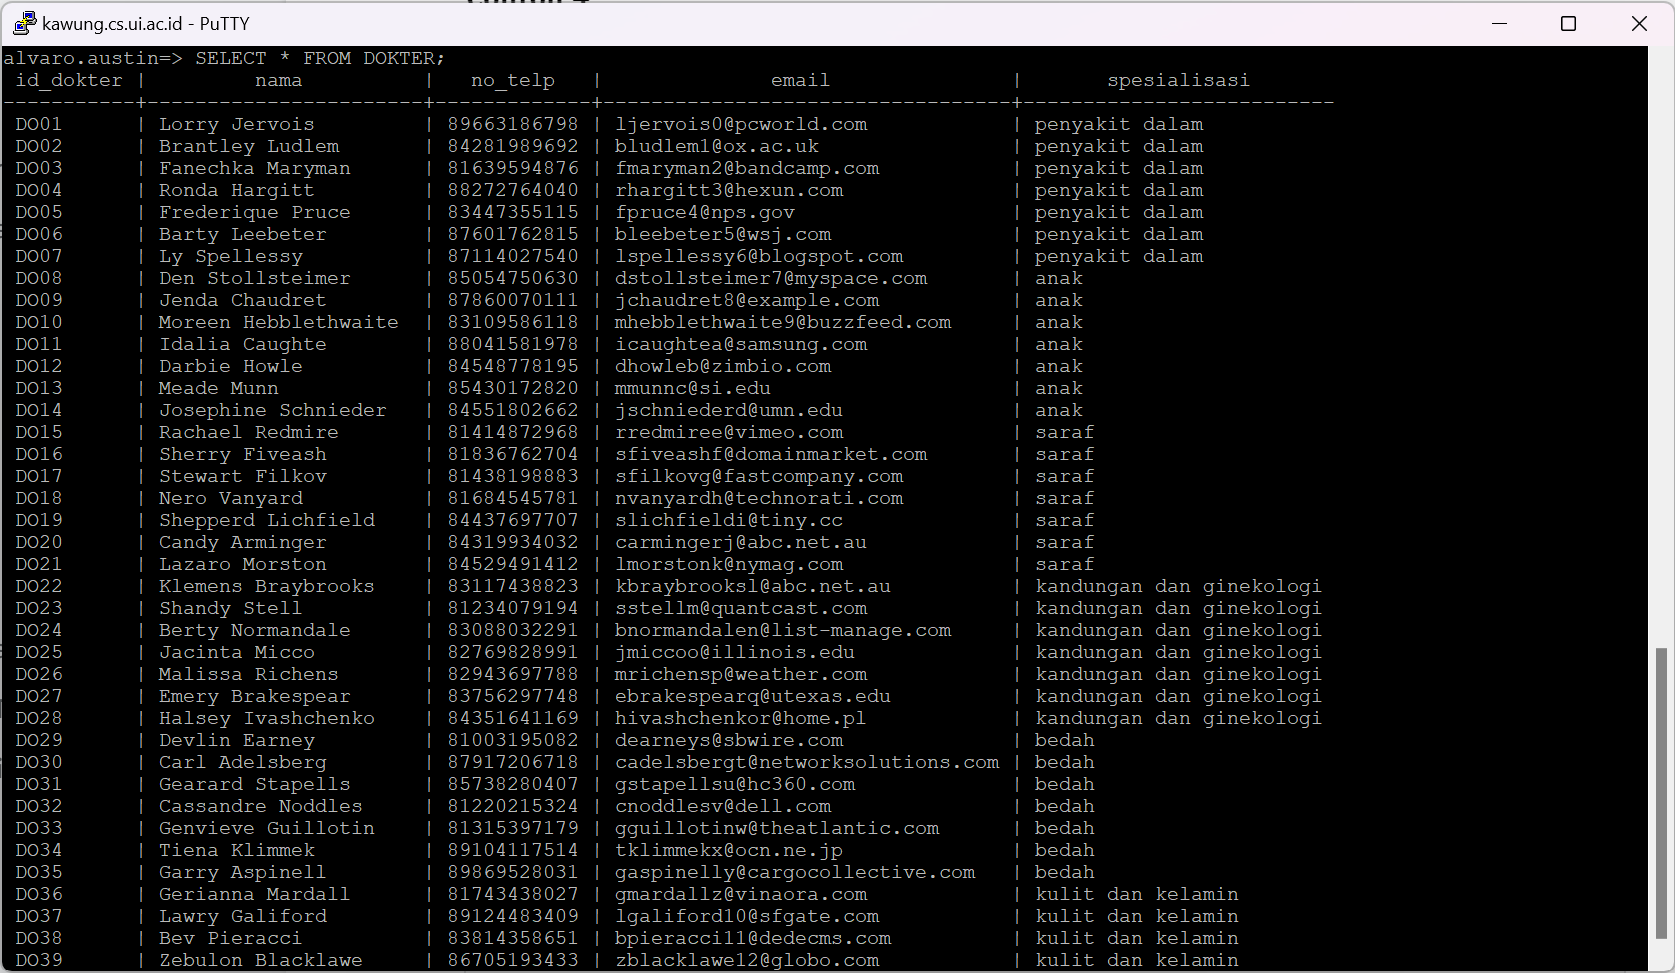 kawung.cs.ui.ac.id - PuTTY
alvaro.austin=> SELECT * FROM DOKTER;
id_dokter | nama | no_telp | email | spesialisasi
-----------+-----------------------+-------------+----------------------------------+--------------------------
DO01 | Lorry Jervois | 89663186798 | ljervois0@pcworld.com | penyakit dalam
DO02 | Brantley Ludlem | 84281989692 | bludlem1@ox.ac.uk | penyakit dalam
DO03 | Fanechka Maryman | 81639594876 | fmaryman2@bandcamp.com | penyakit dalam
DO04 | Ronda Hargitt | 88272764040 | rhargitt3@hexun.com | penyakit dalam
DO05 | Frederique Pruce | 83447355115 | fpruce4@nps.gov | penyakit dalam
DO06 | Barty Leebeter | 87601762815 | bleebeter5@wsj.com | penyakit dalam
DO07 | Ly Spellessy | 87114027540 | lspellessy6@blogspot.com | penyakit dalam
DO08 | Den Stollsteimer | 85054750630 | dstollsteimer7@myspace.com | anak
DO09 | Jenda Chaudret | 87860070111 | jchaudret8@example.com | anak
DO10 | Moreen Hebblethwaite | 83109586118 | mhebblethwaite9@buzzfeed.com | anak
DO11 | Idalia Caughte | 88041581978 | icaughtea@samsung.com | anak
DO12 | Darbie Howle | 84548778195 | dhowleb@zimbio.com | anak
DO13 | Meade Munn | 85430172820 | mmunnc@si.edu | anak
DO14 | Josephine Schnieder | 84551802662 | jschniederd@umn.edu | anak
DO15 | Rachael Redmire | 81414872968 | rredmiree@vimeo.com | saraf
DO16 | Sherry Fiveash | 81836762704 | sfiveashf@domainmarket.com | saraf
DO17 | Stewart Filkov | 81438198883 | sfilkovg@fastcompany.com | saraf
DO18 | Nero Vanyard | 81684545781 | nvanyardh@technorati.com | saraf
DO19 | Shepperd Lichfield | 84437697707 | slichfieldi@tiny.cc | saraf
DO20 | Candy Arminger | 84319934032 | carmingerj@abc.net.au | saraf
DO21 | Lazaro Morston | 84529491412 | lmorstonk@nymag.com | saraf
DO22 | Klemens Braybrooks | 83117438823 | kbraybrooksl@abc.net.au | kandungan dan ginekologi
DO23 | Shandy Stell | 81234079194 | sstellm@quantcast.com | kandungan dan ginekologi
DO24 | Berty Normandale | 83088032291 | bnormandalen@list-manage.com | kandungan dan ginekologi
DO25 | Jacinta Micco | 82769828991 | jmiccoo@illinois.edu | kandungan dan ginekologi
DO26 | Malissa Richens | 82943697788 | mrichensp@weather.com | kandungan dan ginekologi
DO27 | Emery Brakespear | 83756297748 | ebrakespearq@utexas.edu | kandungan dan ginekologi
DO28 | Halsey Ivashchenko | 84351641169 | hivashchenkor@home.pl | kandungan dan ginekologi
DO29 | Devlin Earney | 81003195082 | dearneys@sbwire.com | bedah
DO30 | Carl Adelsberg | 87917206718 | cadelsbergt@networksolutions.com | bedah
DO31 | Gearard Stapells | 85738280407 | gstapellsu@hc360.com | bedah
DO32 | Cassandre Noddles | 81220215324 | cnoddlesv@dell.com | bedah
DO33 | Genvieve Guillotin | 81315397179 | gguillotinw@theatlantic.com | bedah
DO34 | Tiena Klimmek | 89104117514 | tklimmekx@ocn.ne.jp | bedah
DO35 | Garry Aspinell | 89869528031 | gaspinelly@cargocollective.com | bedah
DO36 | Gerianna Mardall | 81743438027 | gmardallz@vinaora.com | kulit dan kelamin
DO37 | Lawry Galiford | 89124483409 | lgaliford10@sfgate.com | kulit dan kelamin
DO38 | Bev Pieracci | 83814358651 | bpieracci11@dedecms.com | kulit dan kelamin
DO39 | Zebulon Blacklawe | 86705193433 | zblacklawe12@globo.com | kulit dan kelamin